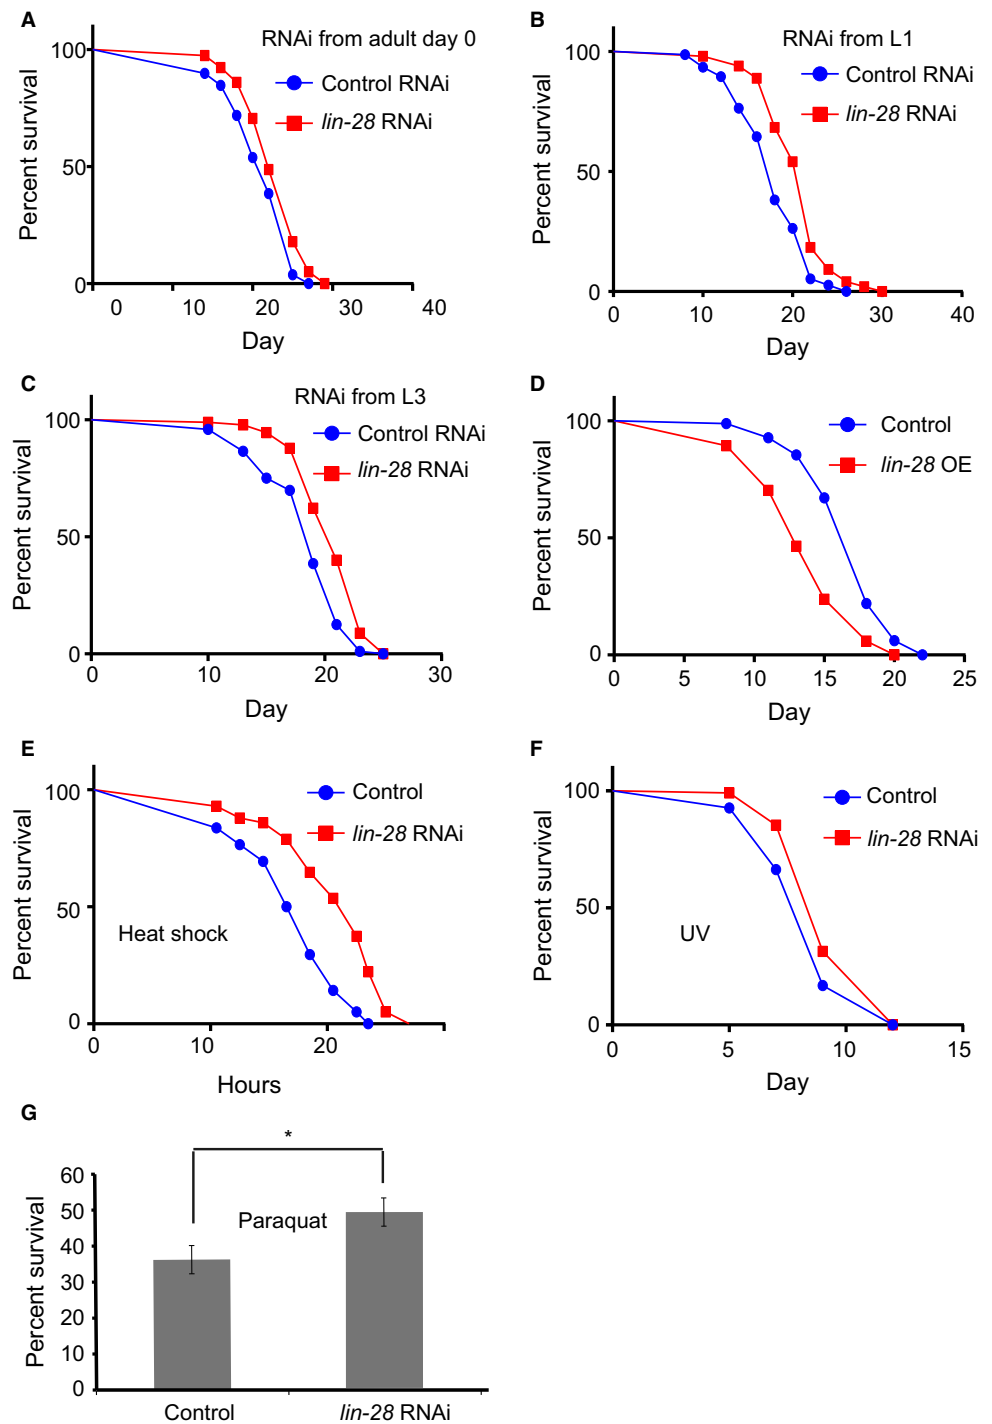 A
RNAi from adult day 0
Control RNAi
lin-28 RNAi
Percent survival
100
50
0
0 10 20 30 40
Day
B
RNAi from L1
Control RNAi
lin-28 RNAi
Percent survival
100
50
0
0 10 20 30 40
Day
C
RNAi from L3
Control RNAi
lin-28 RNAi
Percent survival
100
50
0
0 10 20 30
Day
D
Control
lin-28 OE
Percent survival
100
50
0
0 5 10 15 20 25
Day
E
Control
lin-28 RNAi
Heat shock
Percent survival
100
50
0
0 10 20
Hours
F
Control
lin-28 RNAi
UV
Percent survival
100
50
0
0 5 10 15
Day
G
*
Paraquat
Percent survival
60
50
40
30
20
10
0
Control lin-28 RNAi